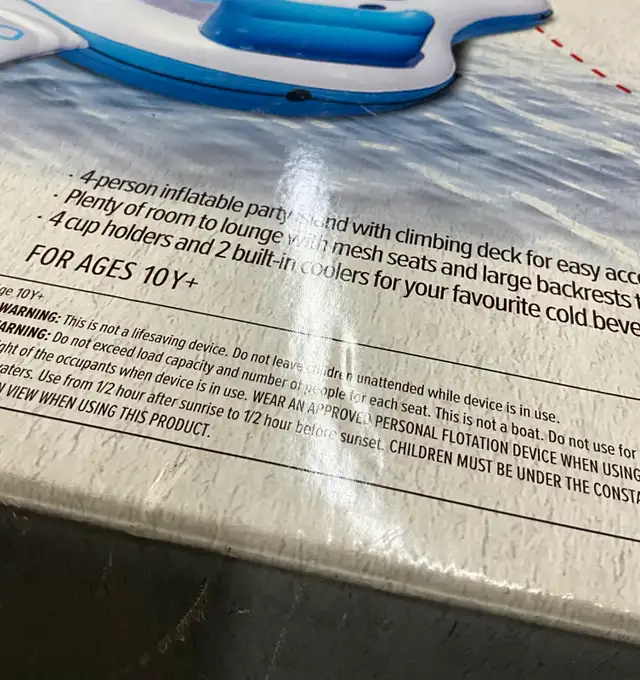 · 4-person inflatable party island with climbing deck for easy acc
· Plenty of room to lounge with mesh seats and large backrests t
· 4 cup holders and 2 built-in coolers for your favourite cold beve
FOR AGES 10Y+
ge 10Y+
WARNING: This is not a lifesaving device. Do not leave children unattended while device is in use.
ARNING: Do not exceed load capacity and number of people for each seat. This is not a boat. Do not use for
ight of the occupants when device is in use. WEAR AN APPROVED PERSONAL FLOTATION DEVICE WHEN USING
aters. Use from 1/2 hour after sunrise to 1/2 hour before sunset. CHILDREN MUST BE UNDER THE CONSTA
N VIEW WHEN USING THIS PRODUCT.